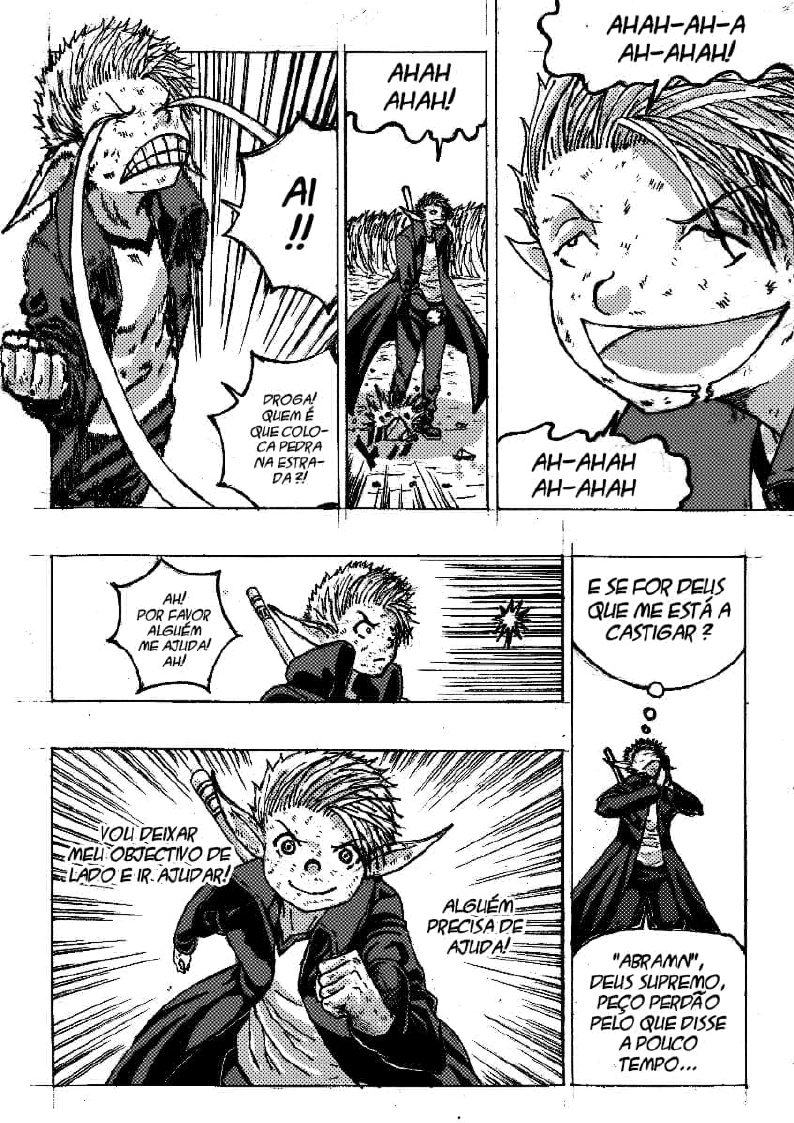 AHAH-AH-A
AH-AHAH!
AH-AHAH
AH-AHAH
AHAH
AHAH!
AI
!!
DROGA!
QUEM É
QUE COLO-
CA PEDRA
NA ESTRA-
DA?!
E SE FOR DEUS
QUE ME ESTÁ A
CASTIGAR ?
"ABRAMN",
DEUS SUPREMO,
PEÇO PERDÃO
PELO QUE DISSE
A POUCO
TEMPO...
AH!
POR FAVOR
ALGUÉM
ME AJUDA!
AH!
ALGUÉM
PRECISA DE
AJUDA!
VOU DEIXAR
MEU OBJECTIVO DE
LADO E IR AJUDAR!